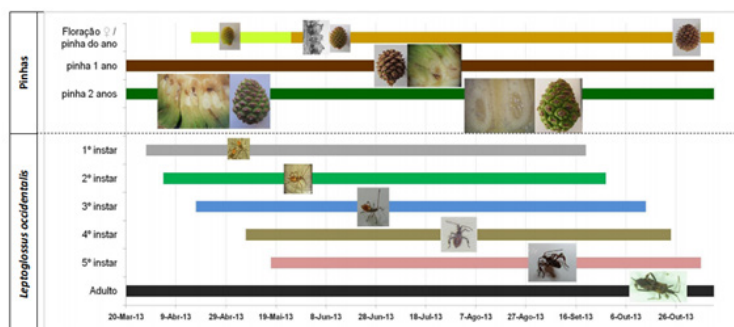 Pinhas
Floração ♀ /
pinha do ano
pinha 1 ano
pinha 2 anos
Leptoglossus occidentalis
1º instar
2º instar
3º instar
4º instar
5º instar
Adulto
20-Mar-13 9-Abr-13 29-Abr-13 19-Mai-13 8-Jun-13 28-Jun-13 18-Jul-13 7-Ago-13 27-Ago-13 16-Set-13 6-Out-13 26-Out-13